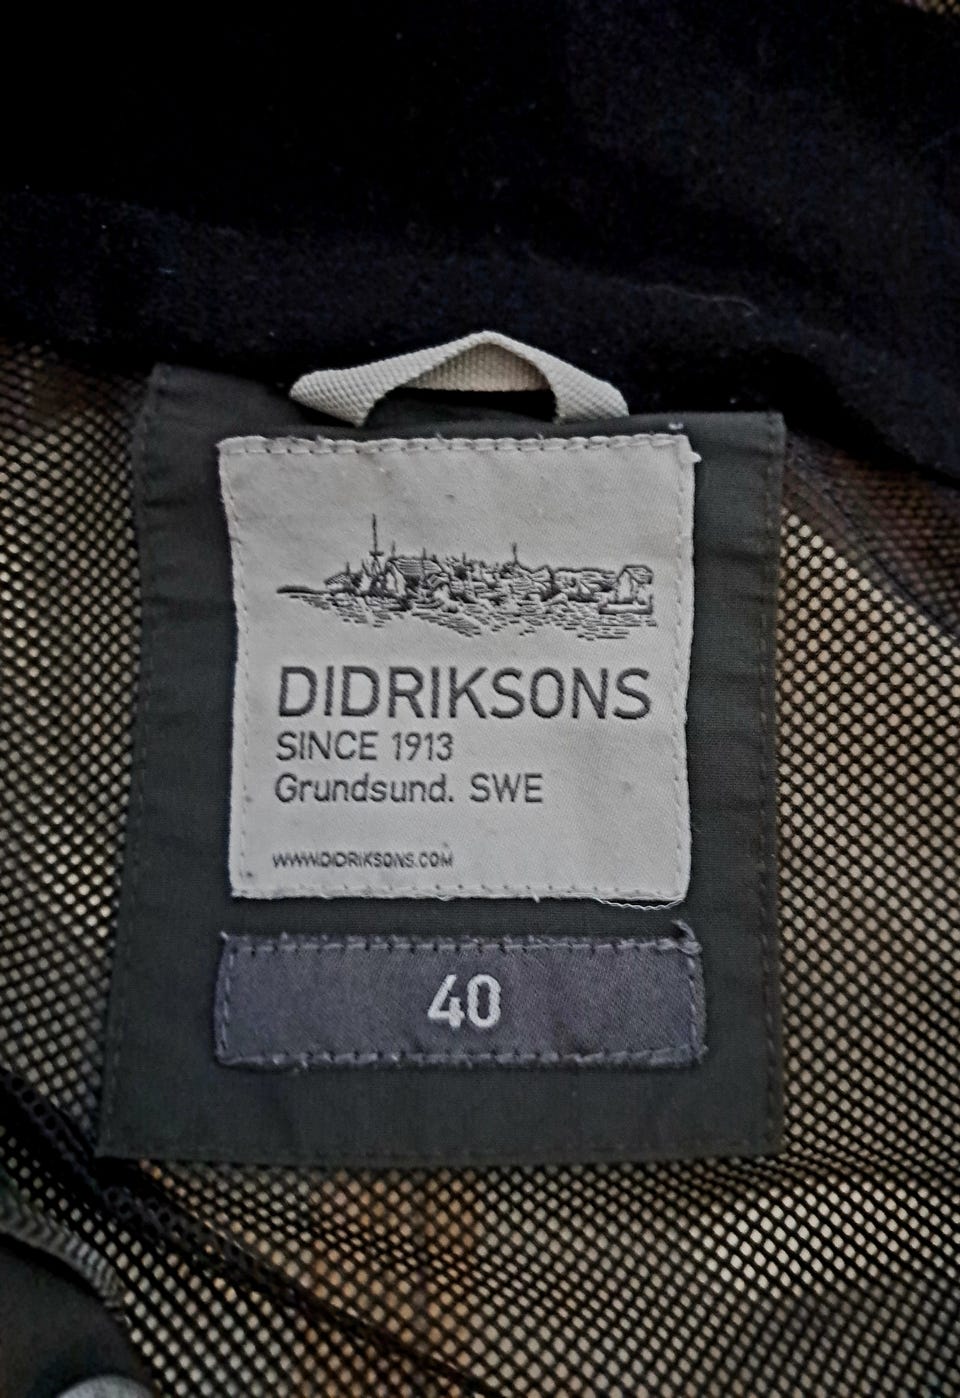 DIDRIKSONS
SINCE 1913
Grundsund. SWE
WWW.DIDRIKSONS.COM
40